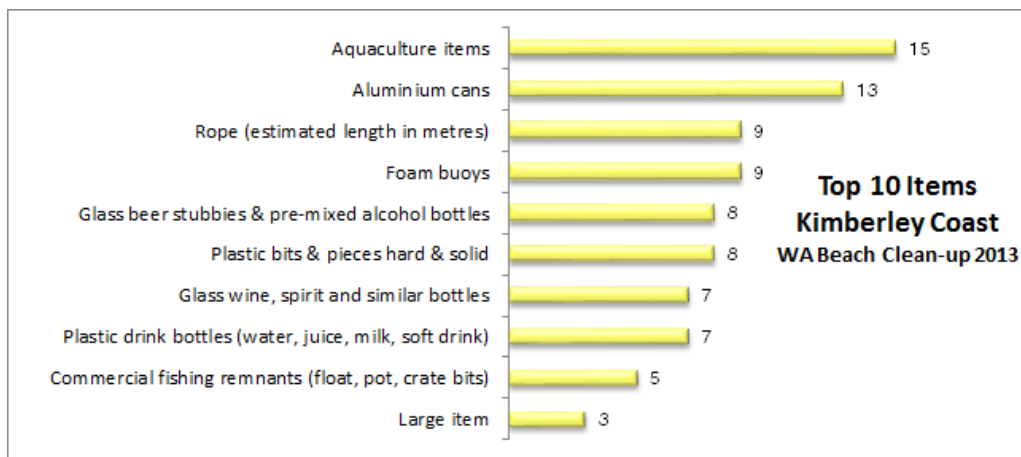 Aquaculture items 15
Aluminium cans 13
Rope (estimated length in metres) 9
Foam buoys 9
Glass beer stubbies & pre-mixed alcohol bottles 8
Plastic bits & pieces hard & solid 8
Glass wine, spirit and similar bottles 7
Plastic drink bottles (water, juice, milk, soft drink) 7
Commercial fishing remnants (float, pot, crate bits) 5
Large item 3
Top 10 Items
Kimberley Coast
WA Beach Clean-up 2013